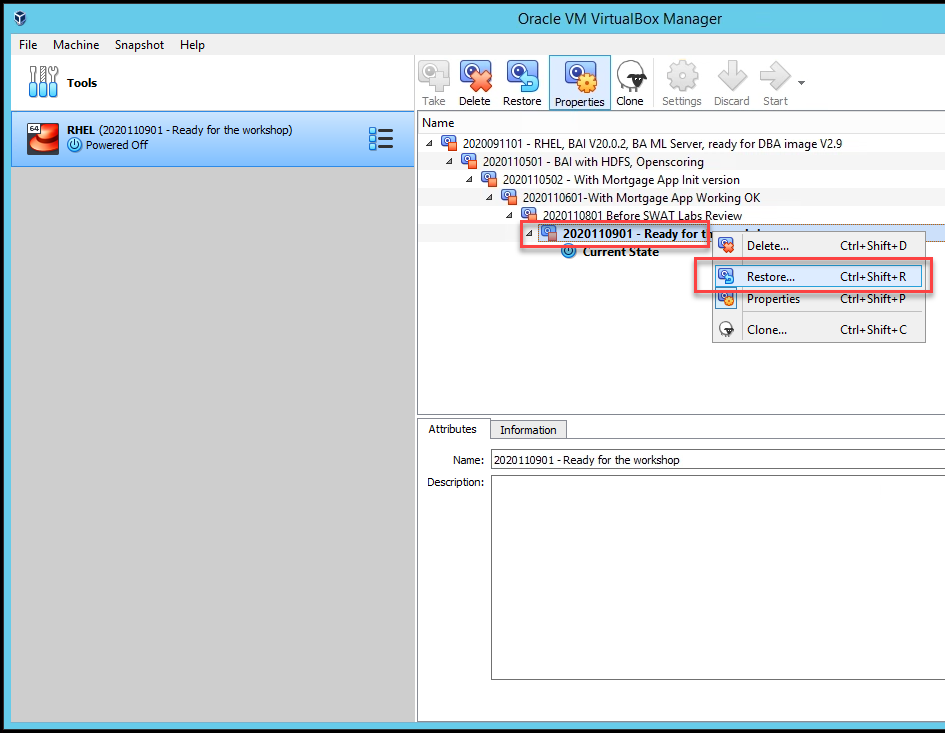 Oracle VM VirtualBox Manager
File Machine Snapshot Help
Tools
Take Delete Restore Properties Clone Settings Discard Start
64
RHEL (2020110901 - Ready for the workshop)
Powered Off
Name
2020091101 - RHEL, BAI V20.0.2, BA ML Server, ready for DBA image V2.9
2020110501 - BAI with HDFS, Openscoring
2020110502 - With Mortgage App Init version
2020110601-With Mortgage App Working OK
2020110801 Before SWAT Labs Review
2020110901 - Ready for
Current State
Delete... Ctrl+Shift+D
Restore... Ctrl+Shift+R
Properties Ctrl+Shift+P
Clone... Ctrl+Shift+C
Attributes Information
Name: 2020110901 - Ready for the workshop
Description: